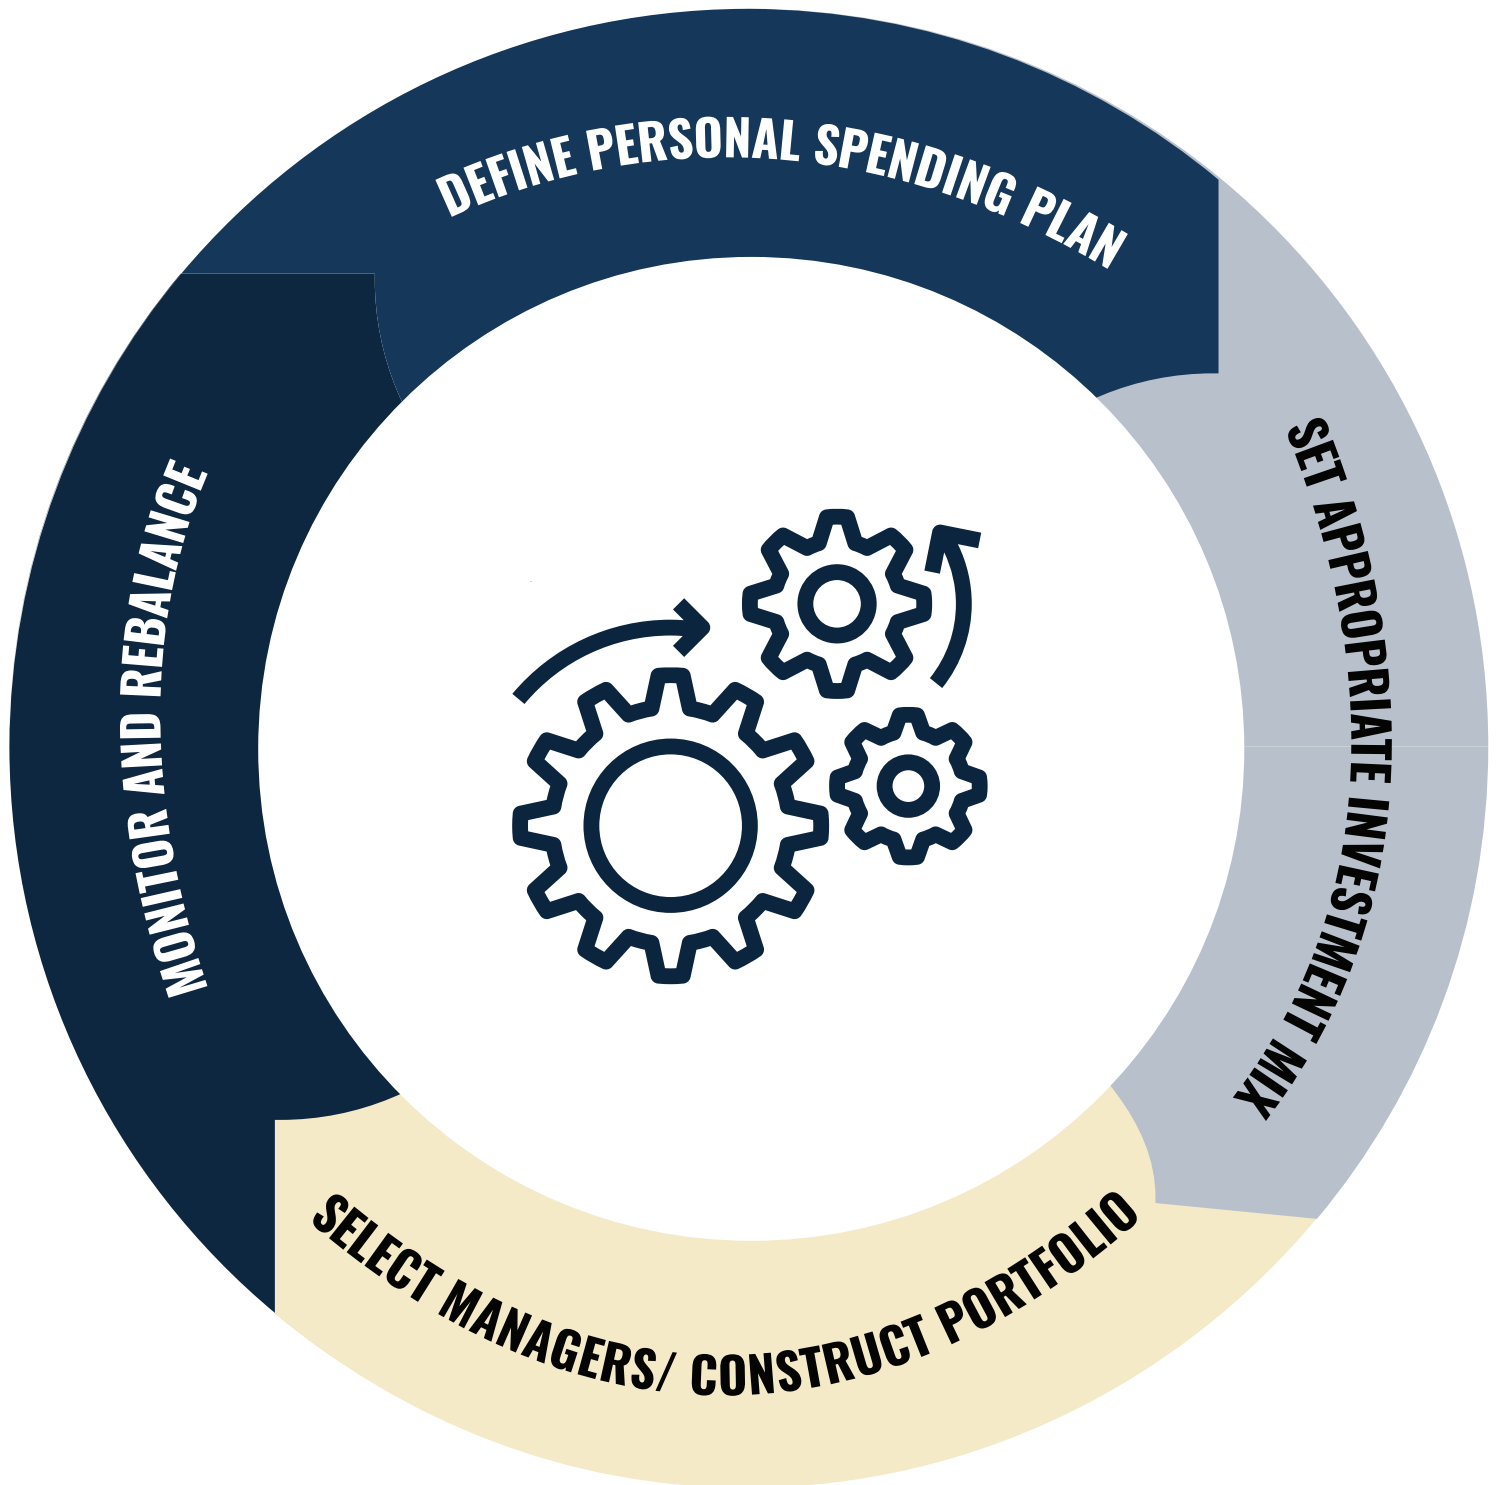 DEFINE PERSONAL SPENDING PLAN
SET APPROPRIATE INVESTMENT MIX
SELECT MANAGERS/ CONSTRUCT PORTFOLIO
MONITOR AND REBALANCE